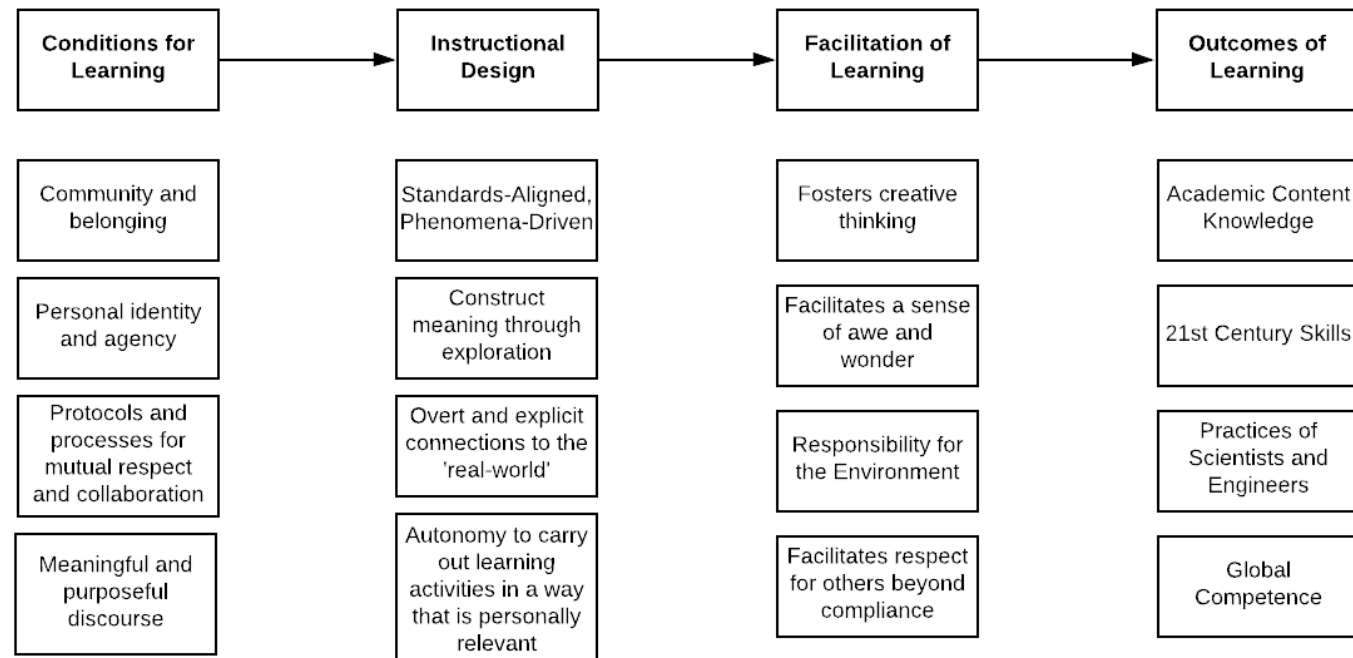 Conditions for
Learning
Instructional
Design
Facilitation of
Learning
Outcomes of
Learning
Community and
belonging
Standards-Aligned,
Phenomena-Driven
Fosters creative
thinking
Academic Content
Knowledge
Personal identity
and agency
Construct
meaning through
exploration
Facilitates a sense
of awe and
wonder
21st Century Skills
Protocols and
processes for
mutual respect
and collaboration
Overt and explicit
connections to the
'real-world'
Responsibility for
the Environment
Practices of
Scientists and
Engineers
Meaningful and
purposeful
discourse
Autonomy to carry
out learning
activities in a way
that is personally
relevant
Facilitates respect
for others beyond
compliance
Global
Competence